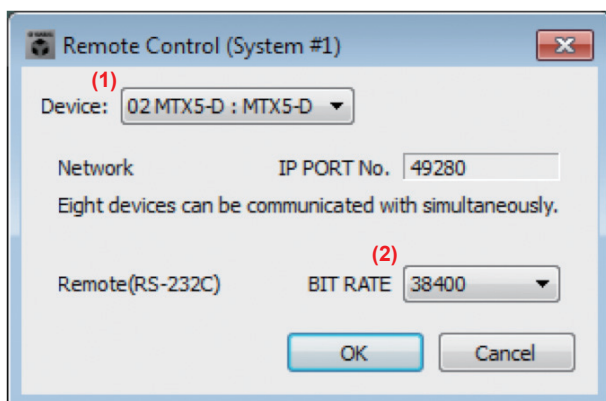 Remote Control (System #1)
(1)
Device: 02 MTX5-D : MTX5-D
Network IP PORT No. 49280
Eight devices can be communicated with simultaneously.
(2)
Remote(RS-232C) BIT RATE 38400
OK Cancel